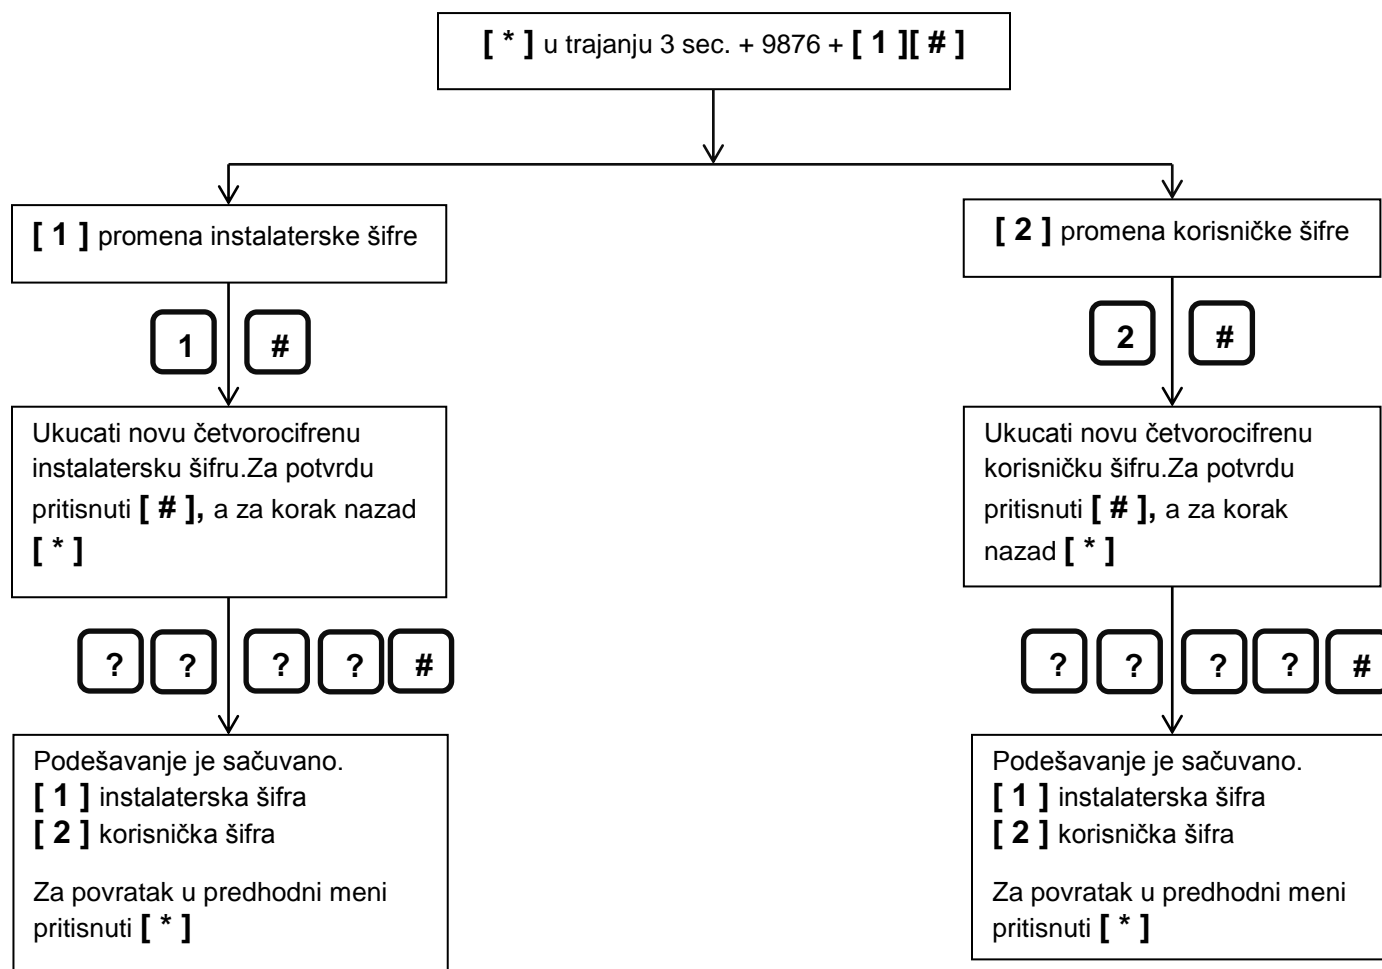 [ * ] u trajanju 3 sec. + 9876 + [ 1 ][ # ]
[ 1 ] promena instalaterske šifre
1 #
Ukucati novu četvorocifrenu
instalatersku šifru.Za potvrdu
pritisnuti [ # ], a za korak nazad
[ * ]
? ? ? ? #
Podešavanje je sačuvano.
[ 1 ] instalaterska šifra
[ 2 ] korisnička šifra
Za povratak u predhodni meni
pritisnuti [ * ]
[ 2 ] promena korisničke šifre
2 #
Ukucati novu četvorocifrenu
korisničku šifru.Za potvrdu
pritisnuti [ # ], a za korak
nazad [ * ]
? ? ? ? #
Podešavanje je sačuvano.
[ 1 ] instalaterska šifra
[ 2 ] korisnička šifra
Za povratak u predhodni meni
pritisnuti [ * ]